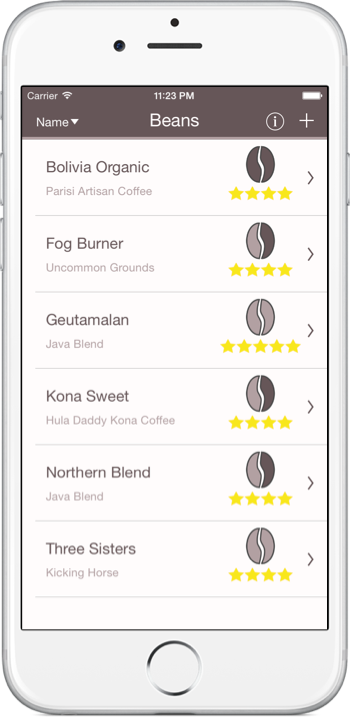 Carrier 11:23 PM
Name Beans
Bolivia Organic
Parisi Artisan Coffee
Fog Burner
Uncommon Grounds
Geutamalan
Java Blend
Kona Sweet
Hula Daddy Kona Coffee
Northern Blend
Java Blend
Three Sisters
Kicking Horse